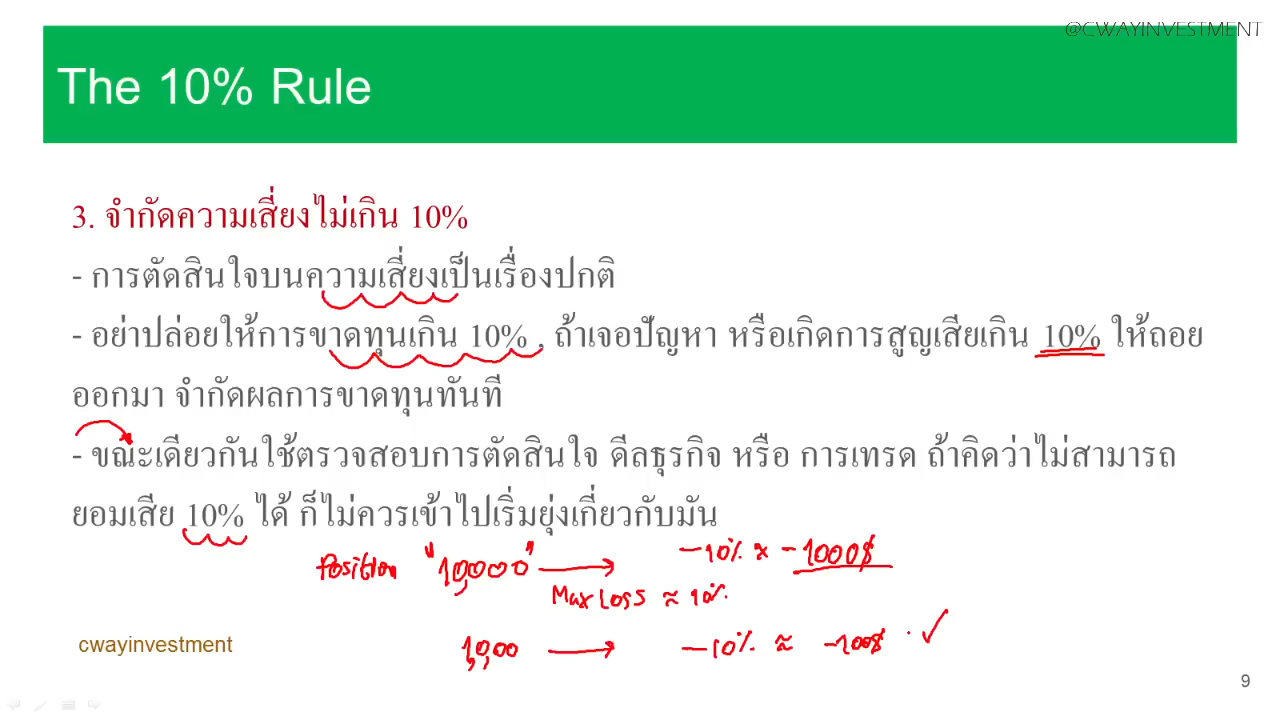 @CWAYINVESTMENT
The 10% Rule
3. จำกัดความเสี่ยงไม่เกิน 10%
- การตัดสินใจบนความเสี่ยงเป็นเรื่องปกติ
- อย่าปล่อยให้การขาดทุนเกิน 10% , ถ้าเจอปัญหา หรือเกิดการสูญเสียเกิน 10% ให้ถอย
ออกมา จำกัดผลการขาดทุนทันที
- ขณะเดียวกันใช้ตรวจสอบการตัดสินใจ ดีลธุรกิจ หรือ การเทรด ถ้าคิดว่าไม่สามารถ
ยอมเสีย 10% ได้ ก็ไม่ควรเข้าไปเริ่มยุ่งเกี่ยวกับมัน
Position "10,000" → -10% ≈ -1000$
Max Loss ≈ 10%
→ -10% ≈ -100$ ✓
cwayinvestment
9